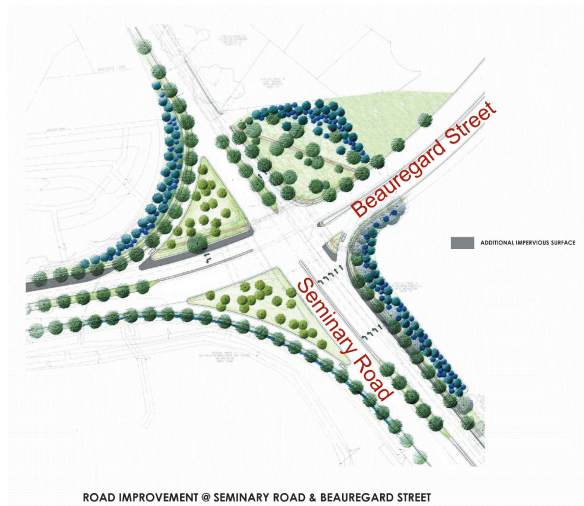 Beauregard Street
ADDITIONAL IMPERVIOUS SURFACE
Seminary Road
ROAD IMPROVEMENT @ SEMINARY ROAD & BEAUREGARD STREET